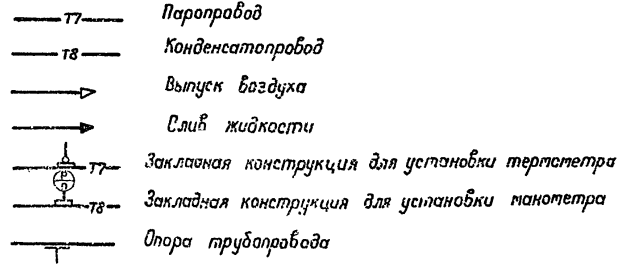 Т7 Паропровод
Т8 Конденсатопровод
Выпуск воздуха
Слив жидкости
Т7 Закладная конструкция для установки термометра
Т8 Закладная конструкция для установки манометра
Опора трубопровода